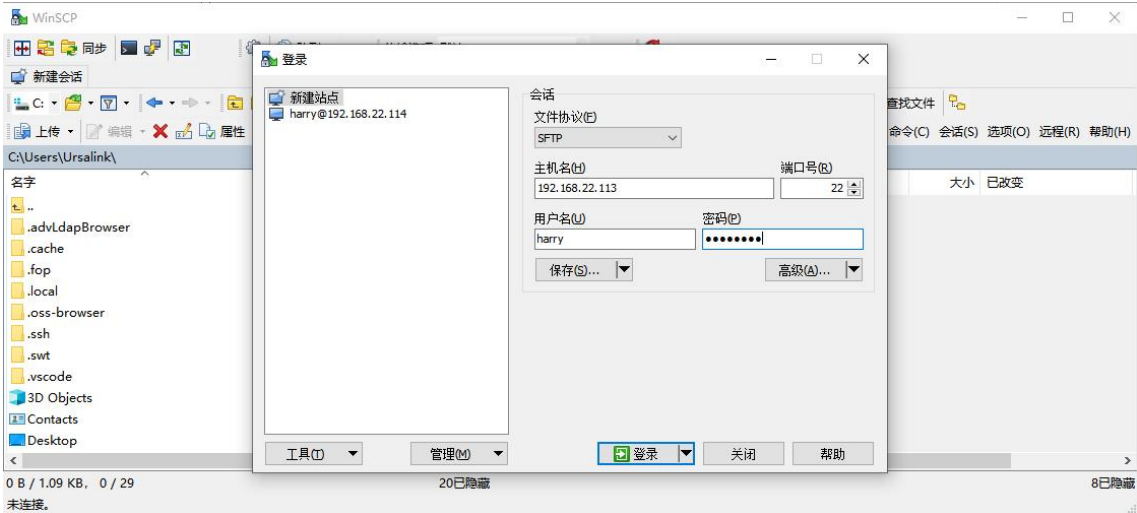 WinSCP
同步
新建会话
C:
查找文件
上传
编辑
属性
命令(C) 会话(S) 选项(O) 远程(R) 帮助(H)
C:\Users\Ursalink\
名字
大小 已改变
..
.advLdapBrowser
.cache
.fop
.local
.oss-browser
.ssh
.swt
.vscode
3D Objects
Contacts
Desktop
登录
新建站点
harry@192.168.22.114
会话
文件协议(F)
SFTP
主机名(H) 端口号(R)
192.168.22.113 22
用户名(U) 密码(P)
harry
保存(S)... 高级(A)...
工具(T) 管理(M) 登录 关闭 帮助
0 B / 1.09 KB, 0 / 29 20已隐藏 8已隐藏
未连接。